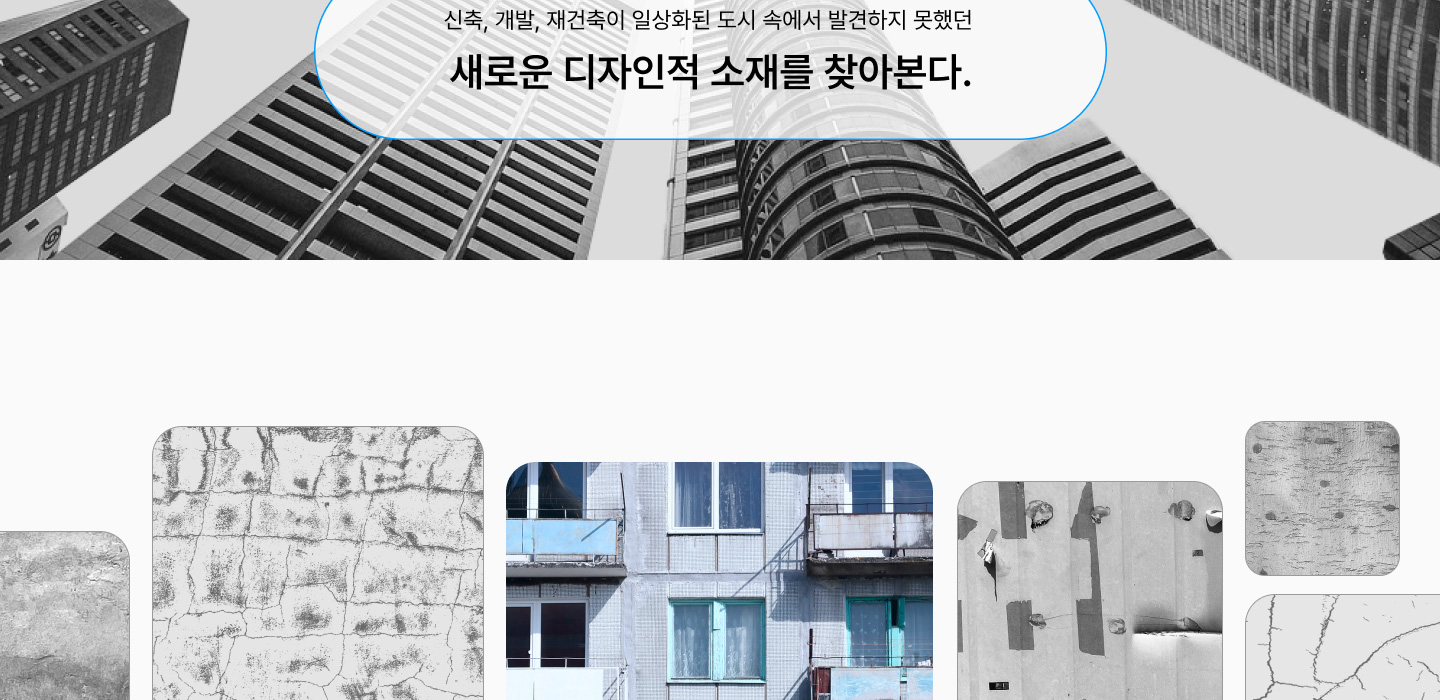 신축, 개발, 재건축이 일상화된 도시 속에서 발견하지 못했던
새로운 디자인적 소재를 찾아본다.